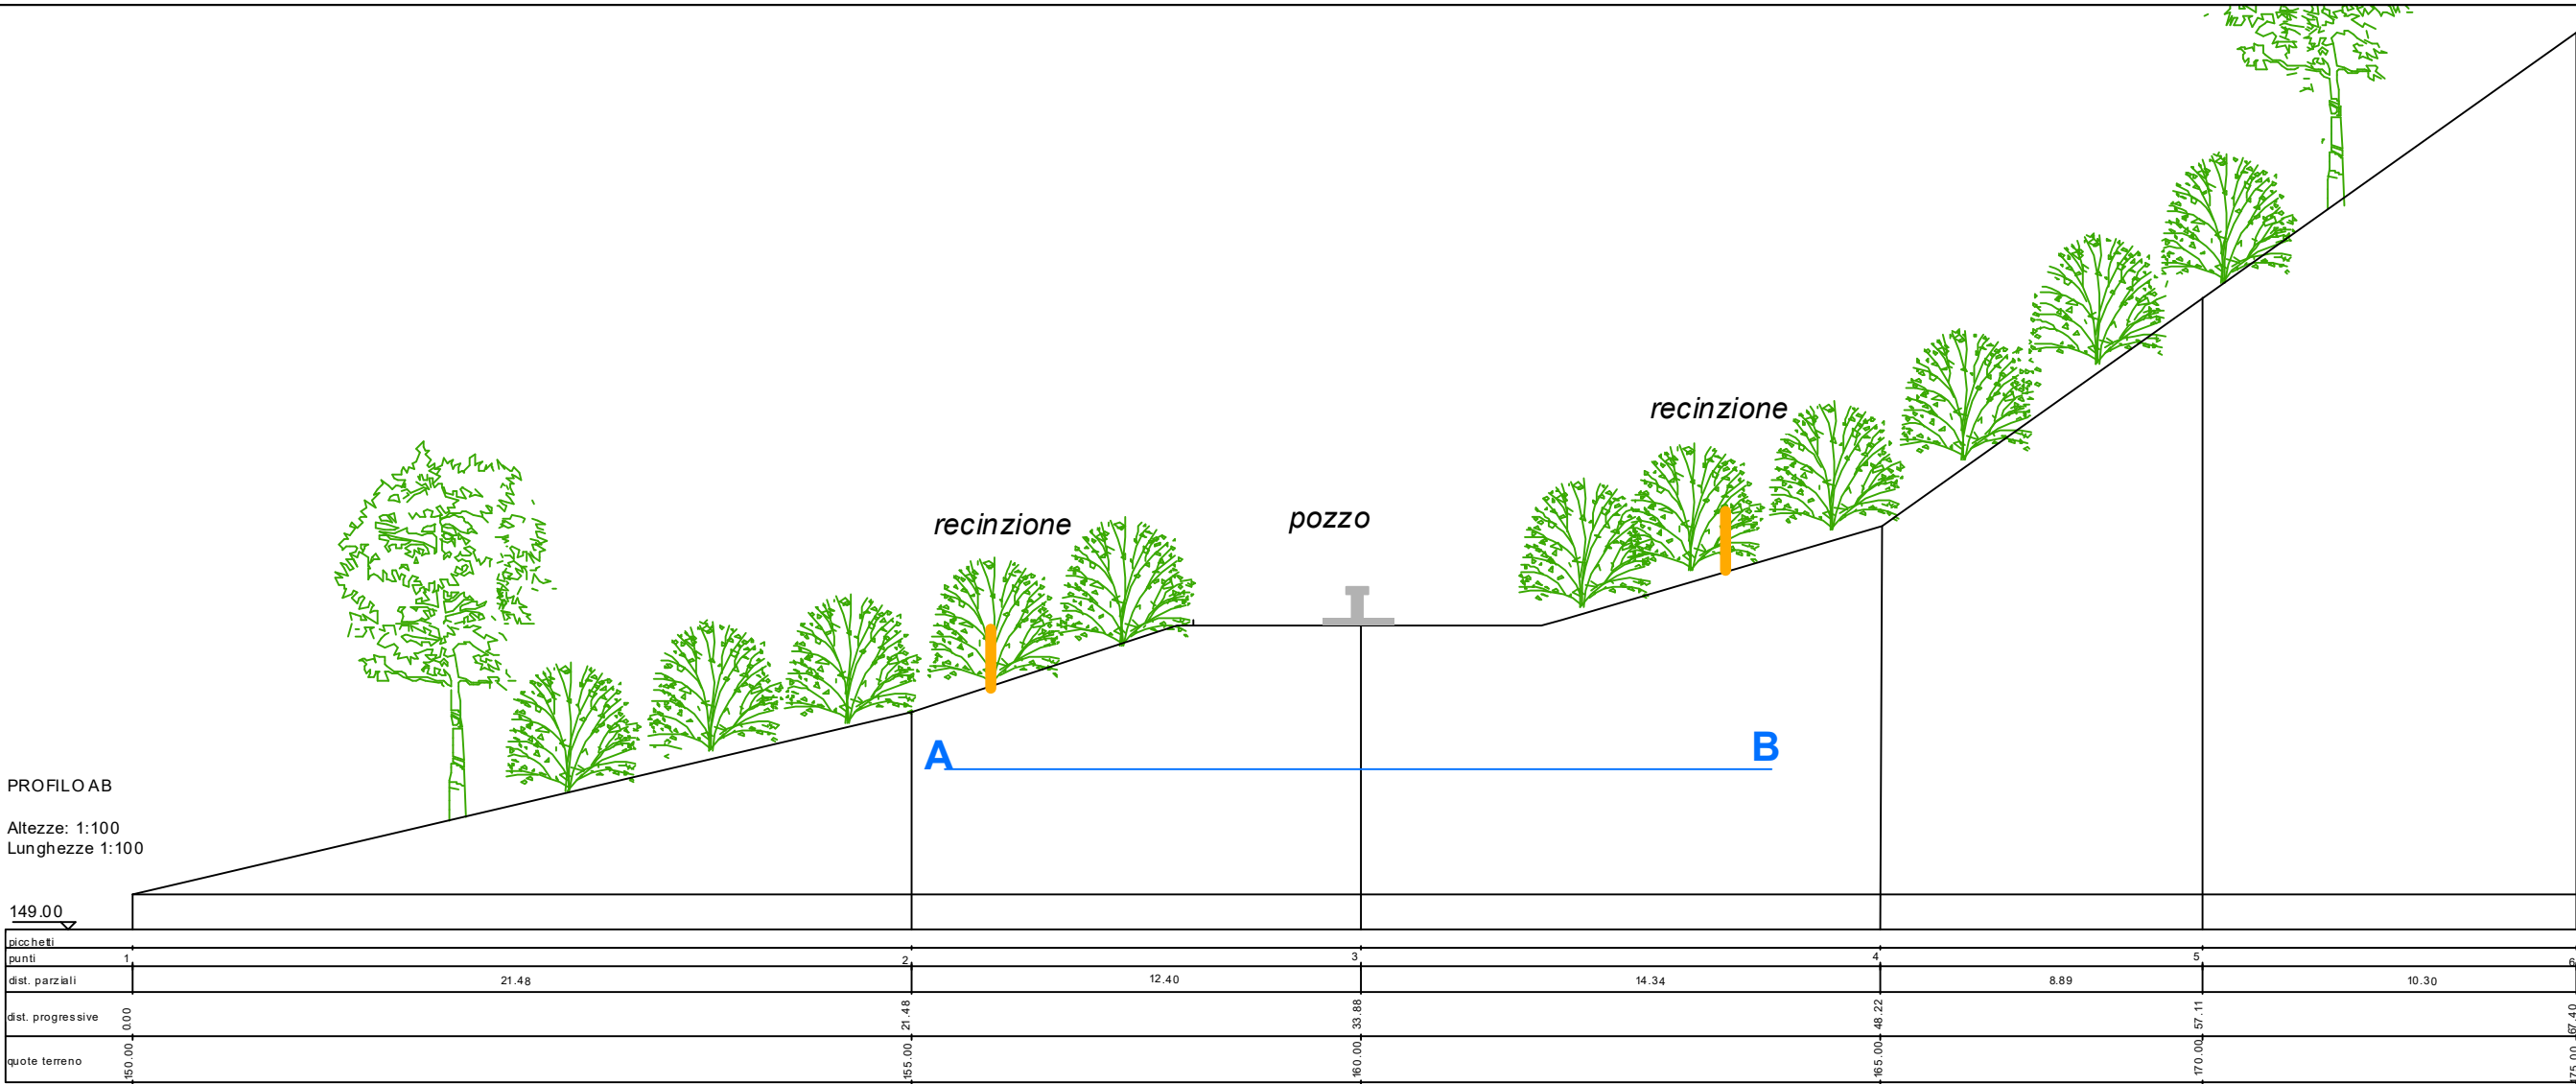 recinzione
recinzione
pozzo
A
B
PROFILO AB
Altezze: 1:100
Lunghezze 1:100
149.00
picchetti
punti 1 2 3 4 5 6
dist. parziali 21.48 12.40 14.34 8.89 10.30
dist. progressive 0.00 21.48 33.88 48.22 57.11 67.40
quote terreno 150.00 155.00 160.00 165.00 170.00